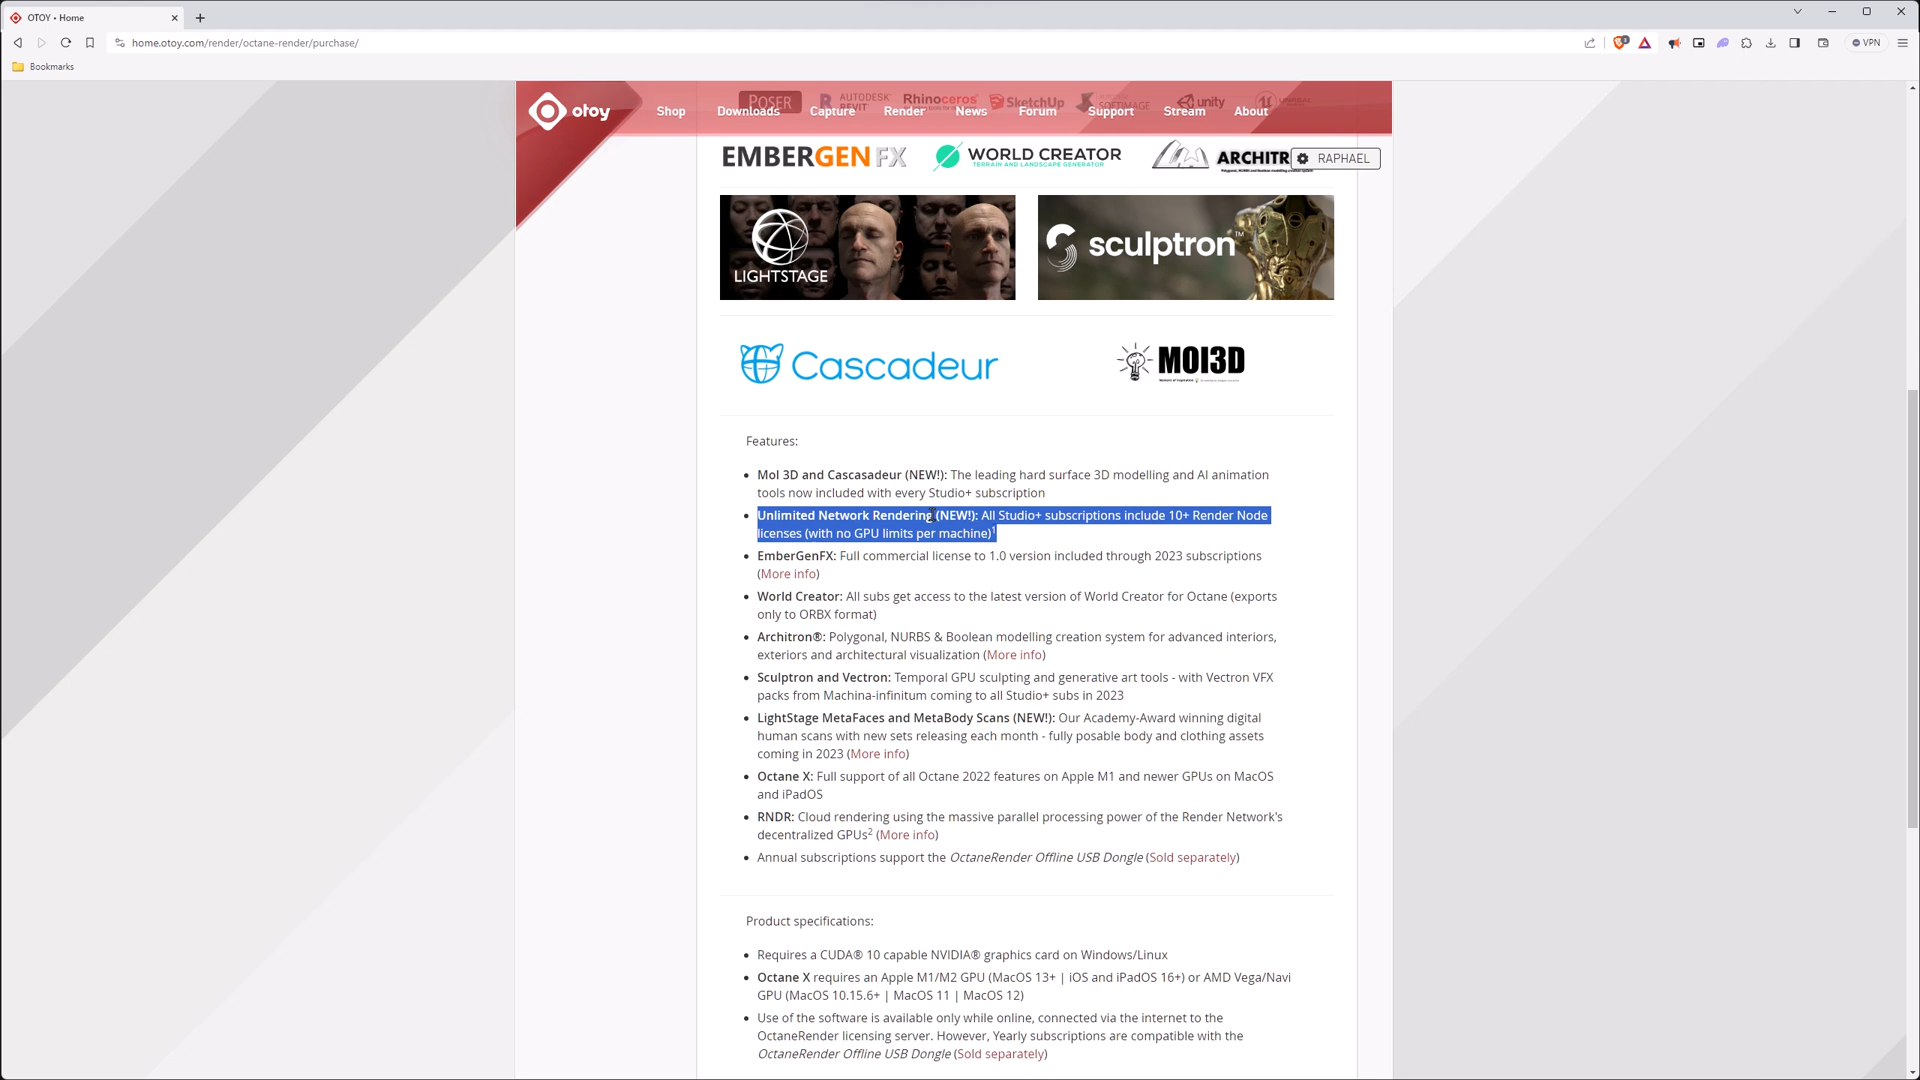 OTOY • Home
home.otoy.com/render/octane-render/purchase/
VPN
Bookmarks
POSER AUTODESK REVIT Rhinoceros SketchUp AUTODESK SOFTIMAGE unity UNREAL
otoy Shop Downloads Capture Render News Forum Support Stream About
EMBERGEN FX WORLD CREATOR ARCHITR RAPHAEL
TERRAIN AND LANDSCAPE GENERATOR
LIGHTSTAGE sculptron™
Cascadeur MOI3D
Features:
MoI 3D and Cascasadeur (NEW!): The leading hard surface 3D modelling and AI animation
tools now included with every Studio+ subscription
Unlimited Network Rendering (NEW!): All Studio+ subscriptions include 10+ Render Node
licenses (with no GPU limits per machine)1
EmberGenFX: Full commercial license to 1.0 version included through 2023 subscriptions
(More info)
World Creator: All subs get access to the latest version of World Creator for Octane (exports
only to ORBX format)
Architron®: Polygonal, NURBS & Boolean modelling creation system for advanced interiors,
exteriors and architectural visualization (More info)
Sculptron and Vectron: Temporal GPU sculpting and generative art tools - with Vectron VFX
packs from Machina-infinitum coming to all Studio+ subs in 2023
LightStage MetaFaces and MetaBody Scans (NEW!): Our Academy-Award winning digital
human scans with new sets releasing each month - fully posable body and clothing assets
coming in 2023 (More info)
Octane X: Full support of all Octane 2022 features on Apple M1 and newer GPUs on MacOS
and iPadOS
RNDR: Cloud rendering using the massive parallel processing power of the Render Network's
decentralized GPUs2 (More info)
Annual subscriptions support the OctaneRender Offline USB Dongle (Sold separately)
Product specifications:
Requires a CUDA® 10 capable NVIDIA® graphics card on Windows/Linux
Octane X requires an Apple M1/M2 GPU (MacOS 13+ | iOS and iPadOS 16+) or AMD Vega/Navi
GPU (MacOS 10.15.6+ | MacOS 11 | MacOS 12)
Use of the software is available only while online, connected via the internet to the
OctaneRender licensing server. However, Yearly subscriptions are compatible with the
OctaneRender Offline USB Dongle (Sold separately)